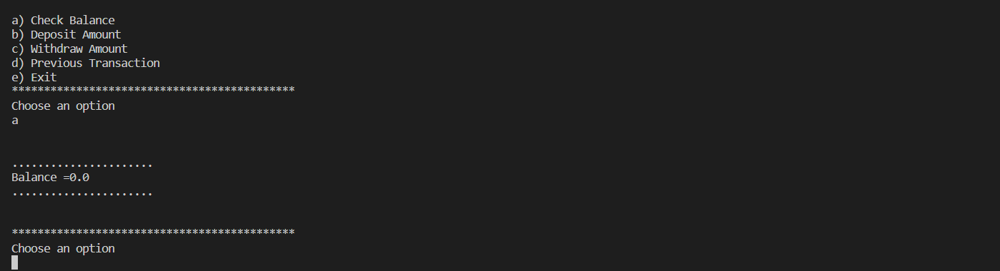 a) Check Balance
b) Deposit Amount
c) Withdraw Amount
d) Previous Transaction
e) Exit
********************************************
Choose an option
a
......................
Balance =0.0
......................
********************************************
Choose an option